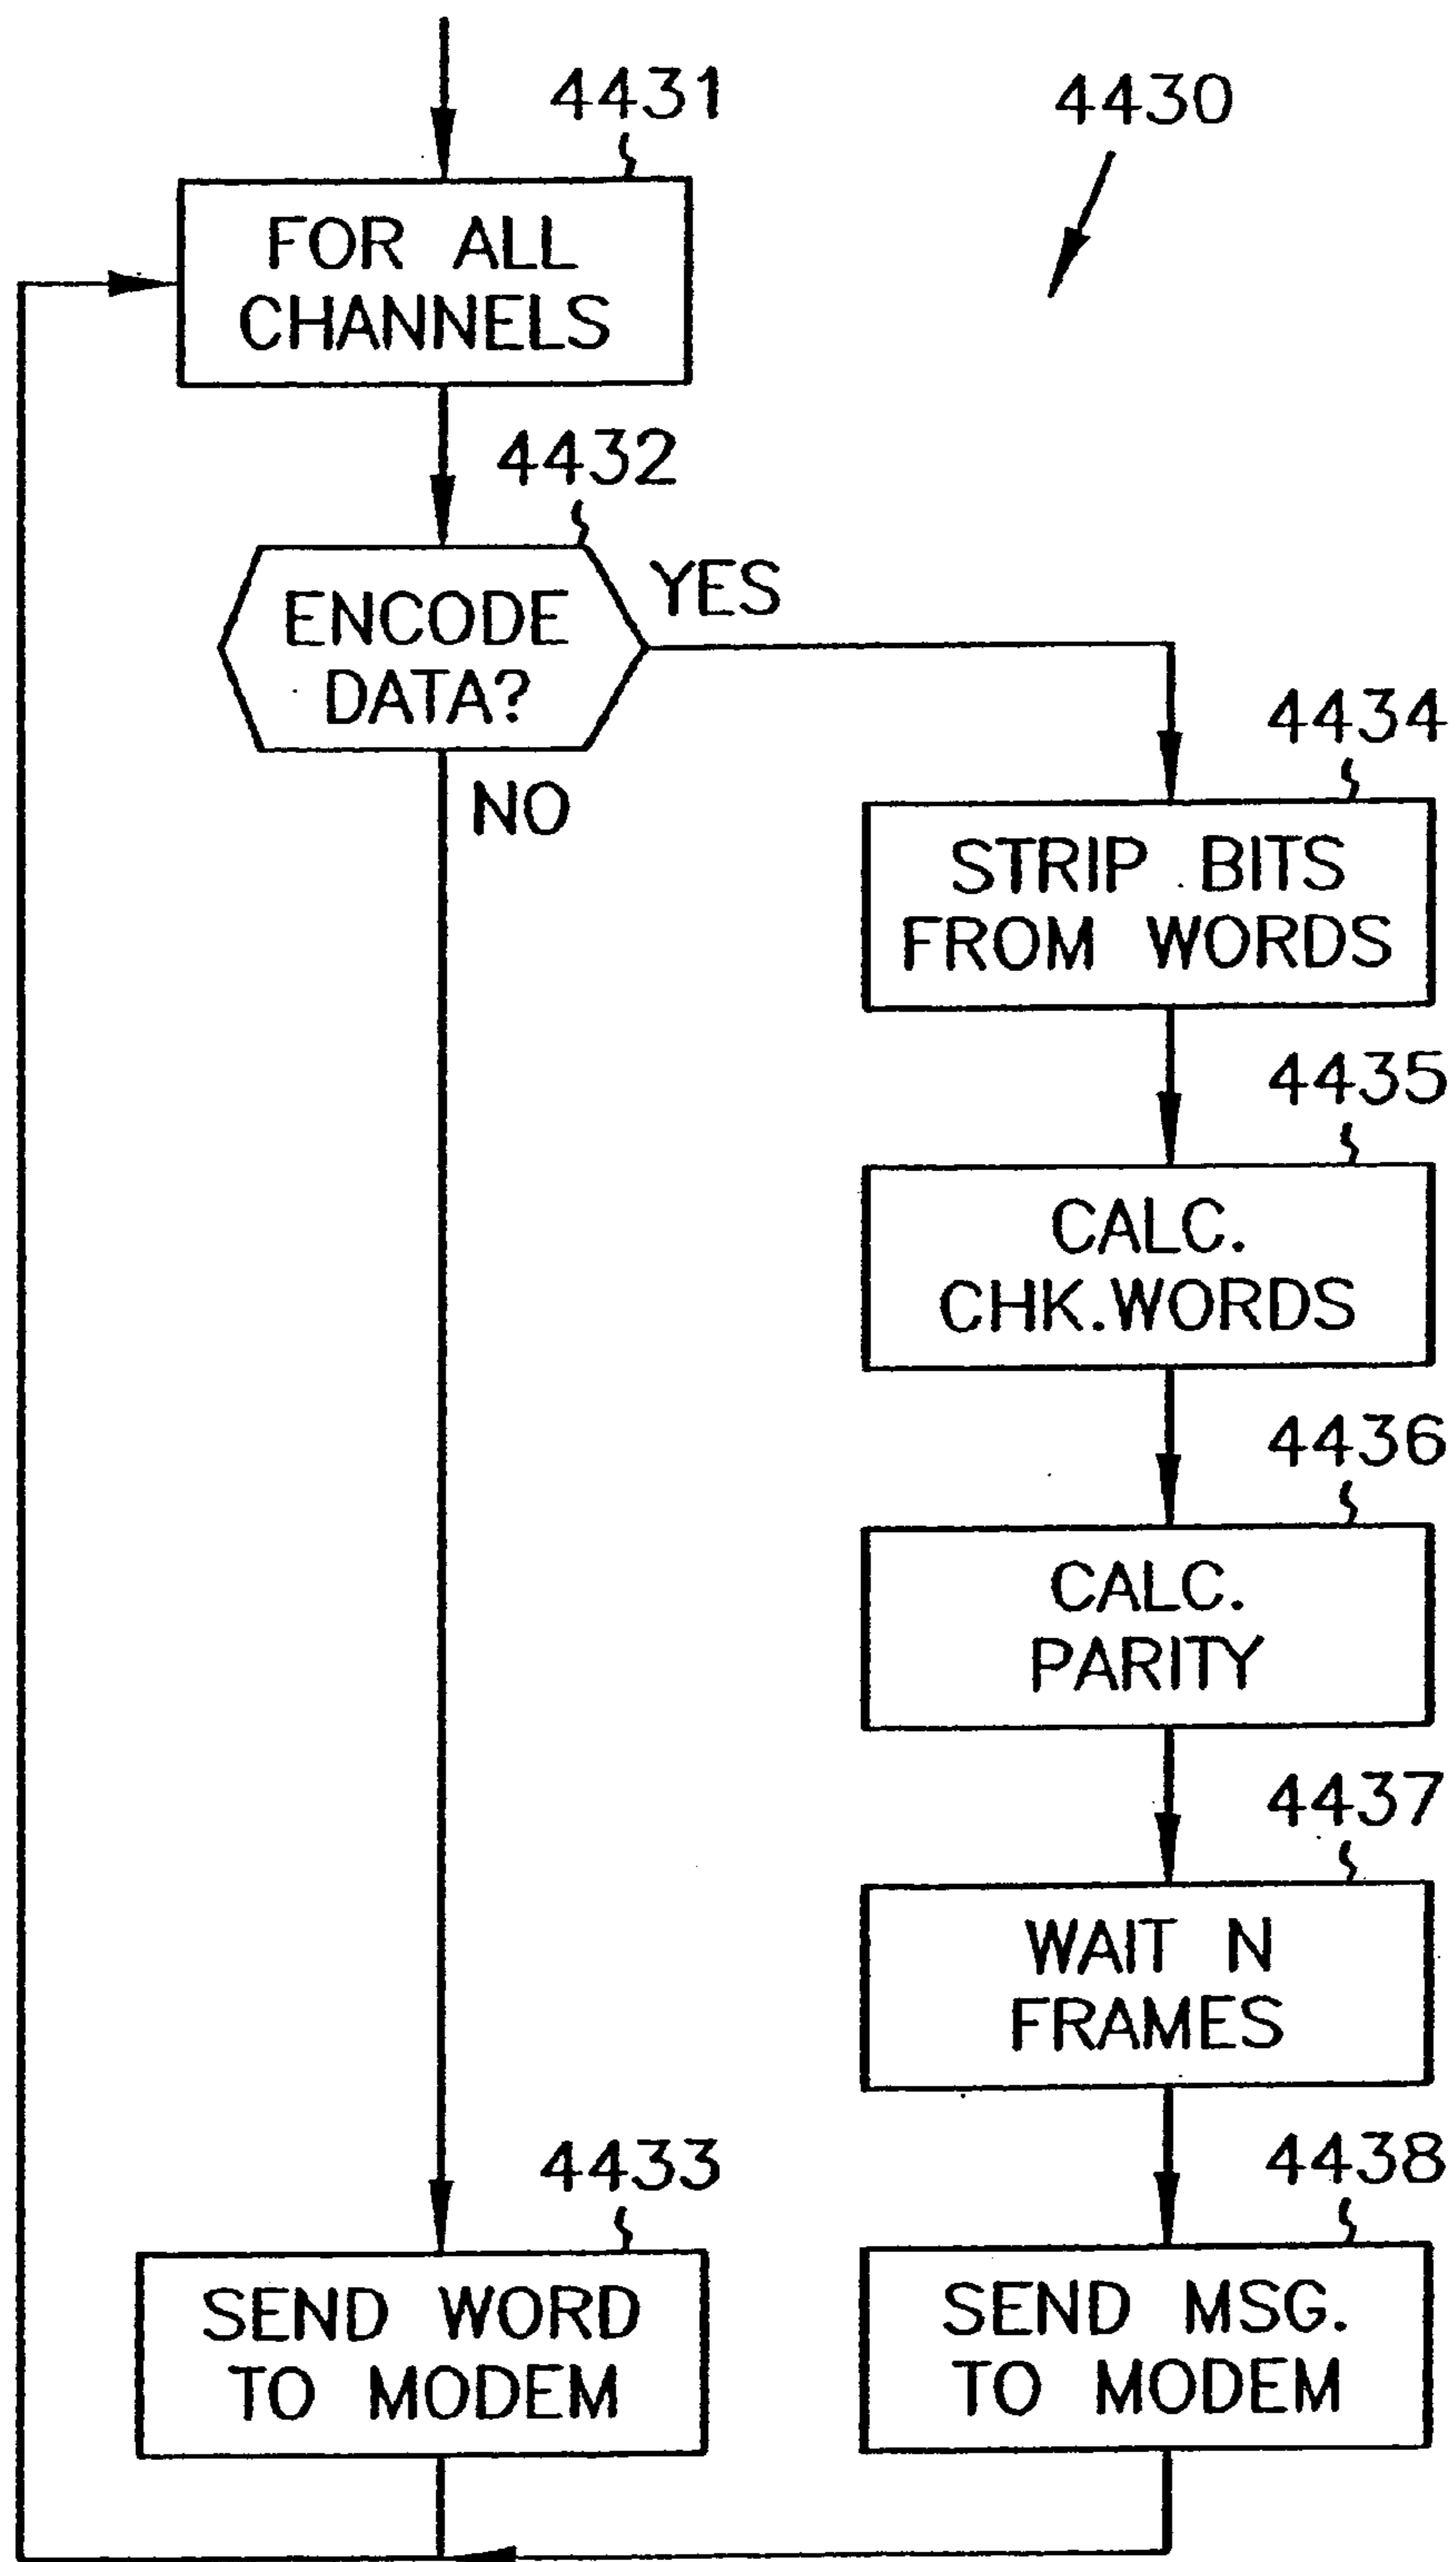 4431
4430
FOR ALL
CHANNELS
4432
ENCODE
DATA?
YES
NO
4434
STRIP BITS
FROM WORDS
4435
CALC.
CHK.WORDS
4436
CALC.
PARITY
4437
WAIT N
FRAMES
4433
SEND WORD
TO MODEM
4438
SEND MSG.
TO MODEM